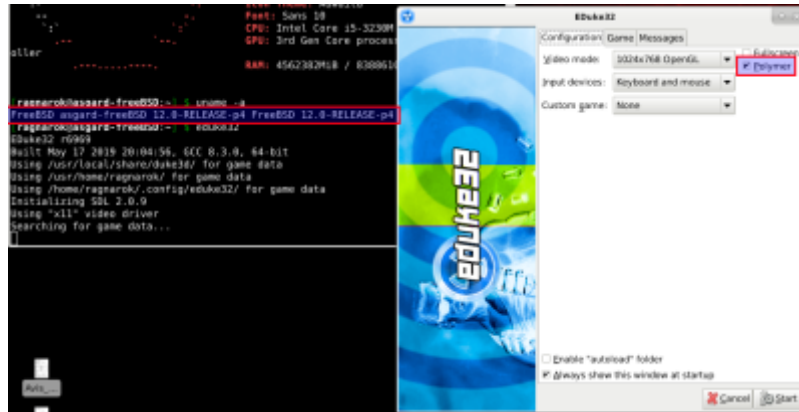 Font: Sans 10
CPU: Intel Core i5-3230M
GPU: 3rd Gen Core proces
oller
RAM: 4562382MiB / 8388610
ragnarok@asgard-freeBSD:~] $ uname -a
FreeBSD asgard-freeBSD 12.0-RELEASE-p4 FreeBSD 12.0-RELEASE-p4
ragnarok@asgard-freeBSD:~] $ eduke32
EDuke32 r6969
Built May 17 2019 20:04:56, GCC 8.3.0, 64-bit
Using /usr/local/share/duke3d/ for game data
Using /usr/home/ragnarok/ for game data
Using /home/ragnarok/.config/eduke32/ for game data
Initializing SDL 2.0.9
Using "x11" video driver
Searching for game data...
EDuke32
Configuration Game Messages
Video mode: 1024x768 OpenGL Fullscreen
Polymer
Input devices: Keyboard and mouse
Custom game: None
eduke32
Enable "autoload" folder
Always show this window at startup
Cancel Start